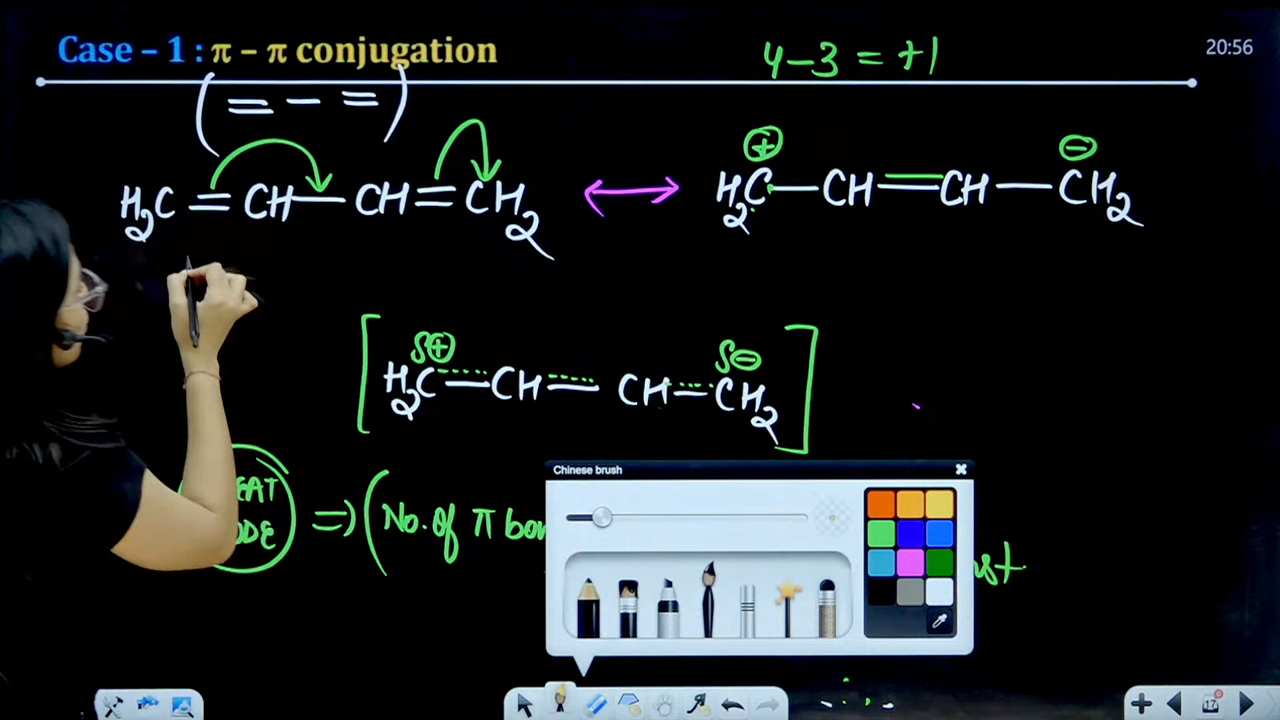 Case – 1 : π – π conjugation
4 – 3 = +1
20:56
( = – = )
H2C = CH — CH = CH2 ↔ H2C⊕ — CH = CH — CH2⊖
[ H2C — CH = CH — CH2 ]
δ⊕ δ⊖
⇒ ( No. of π
Chinese brush
17